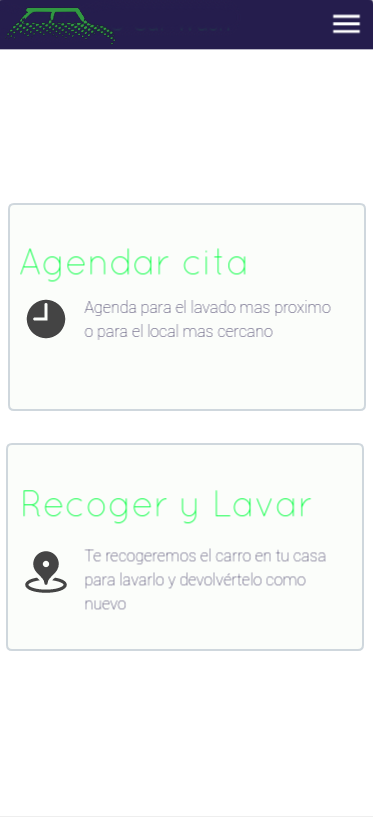 Agendar cita
Agenda para el lavado mas proximo
o para el local mas cercano
Recoger y Lavar
Te recogeremos el carro en tu casa
para lavarlo y devolvértelo como
nuevo